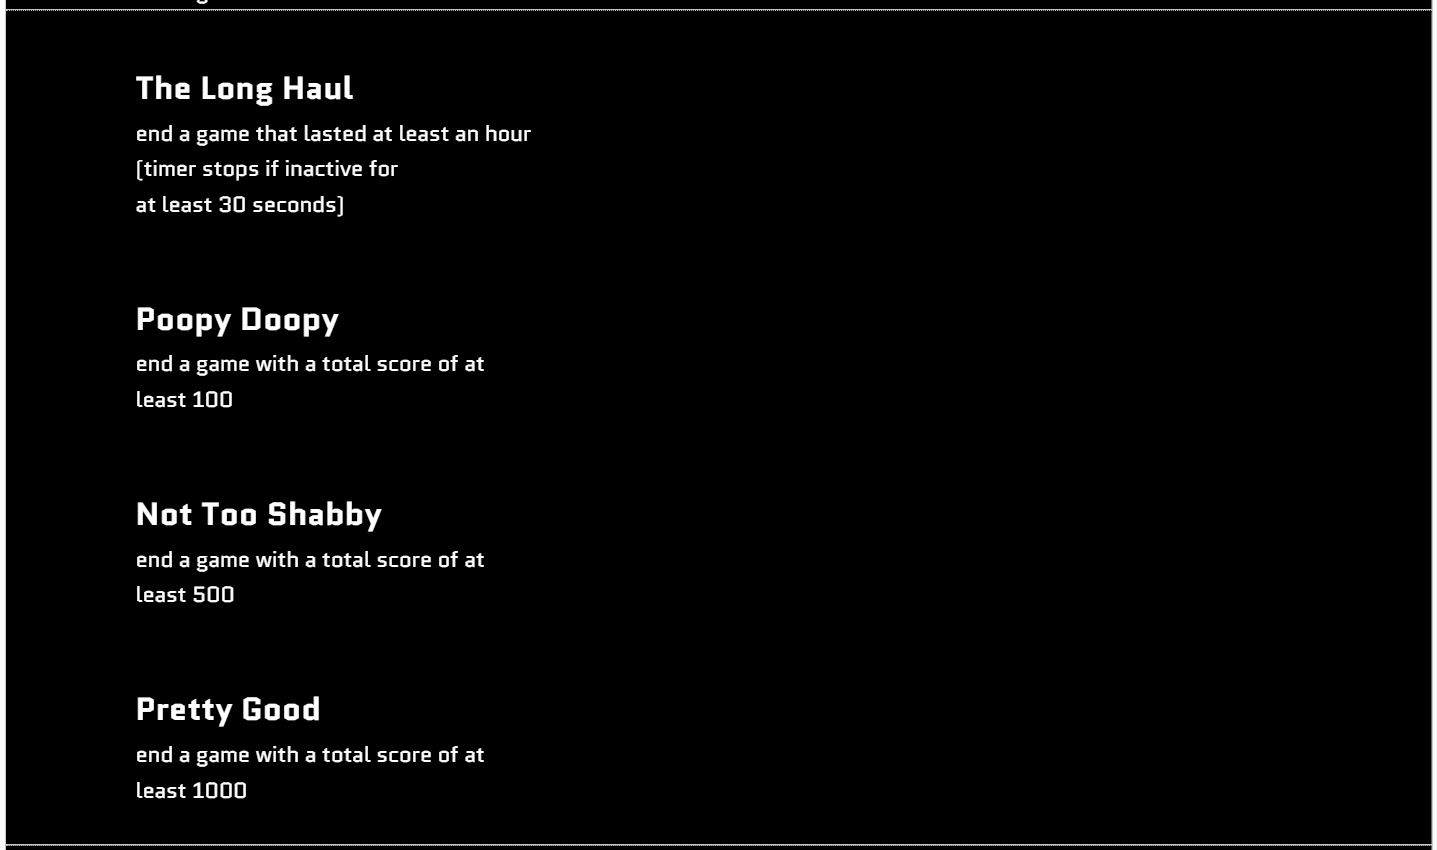 The Long Haul
end a game that lasted at least an hour
(timer stops if inactive for
at least 30 seconds)
Poopy Doopy
end a game with a total score of at
least 100
Not Too Shabby
end a game with a total score of at
least 500
Pretty Good
end a game with a total score of at
least 1000